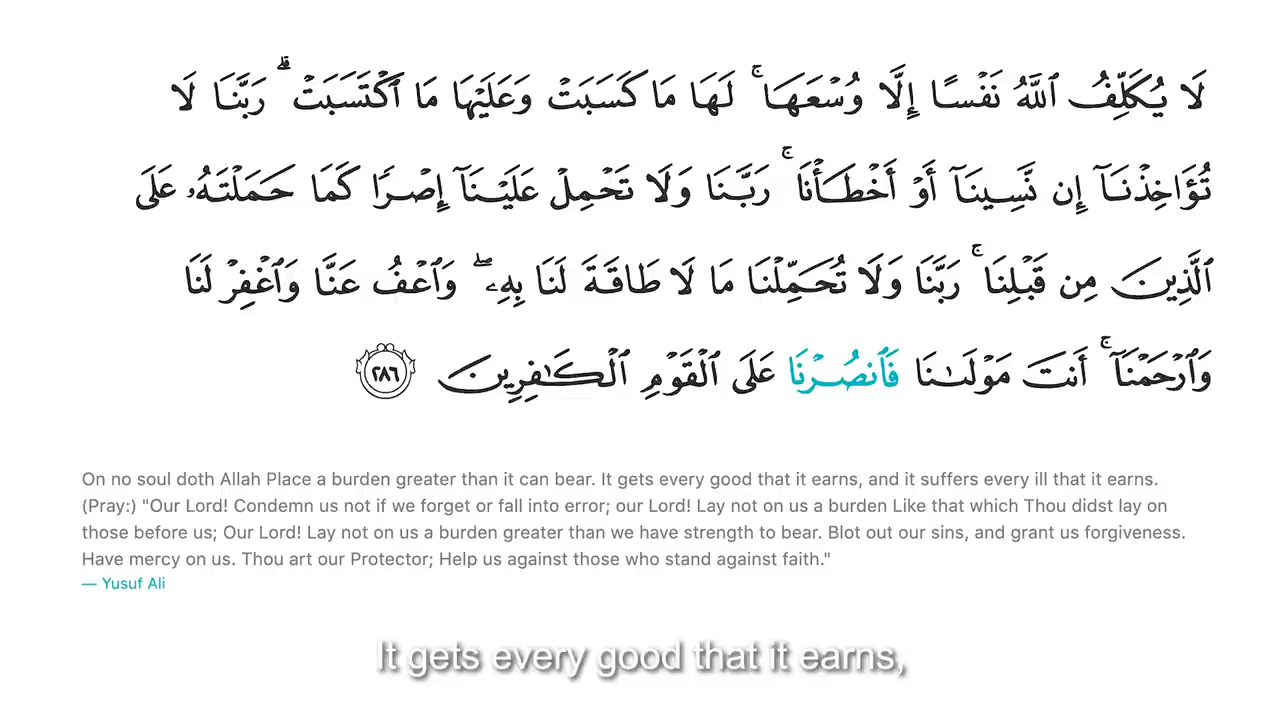 لَا يُكَلِّفُ ٱللَّهُ نَفْسًا إِلَّا وُسْعَهَا ۚ لَهَا مَا كَسَبَتْ وَعَلَيْهَا مَا ٱكْتَسَبَتْ ۗ رَبَّنَا لَا
تُؤَاخِذْنَآ إِن نَّسِينَآ أَوْ أَخْطَأْنَا ۚ رَبَّنَا وَلَا تَحْمِلْ عَلَيْنَآ إِصْرًا كَمَا حَمَلْتَهُۥ عَلَى
ٱلَّذِينَ مِن قَبْلِنَا ۚ رَبَّنَا وَلَا تُحَمِّلْنَا مَا لَا طَاقَةَ لَنَا بِهِۦ ۖ وَٱعْفُ عَنَّا وَٱغْفِرْ لَنَا
وَٱرْحَمْنَآ ۚ أَنتَ مَوْلَىٰنَا فَٱنصُرْنَا عَلَى ٱلْقَوْمِ ٱلْكَـٰفِرِينَ ٢٨٦
On no soul doth Allah Place a burden greater than it can bear. It gets every good that it earns, and it suffers every ill that it earns.
(Pray:) "Our Lord! Condemn us not if we forget or fall into error; our Lord! Lay not on us a burden Like that which Thou didst lay on
those before us; Our Lord! Lay not on us a burden greater than we have strength to bear. Blot out our sins, and grant us forgiveness.
Have mercy on us. Thou art our Protector; Help us against those who stand against faith."
— Yusuf Ali
It gets every good that it earns,